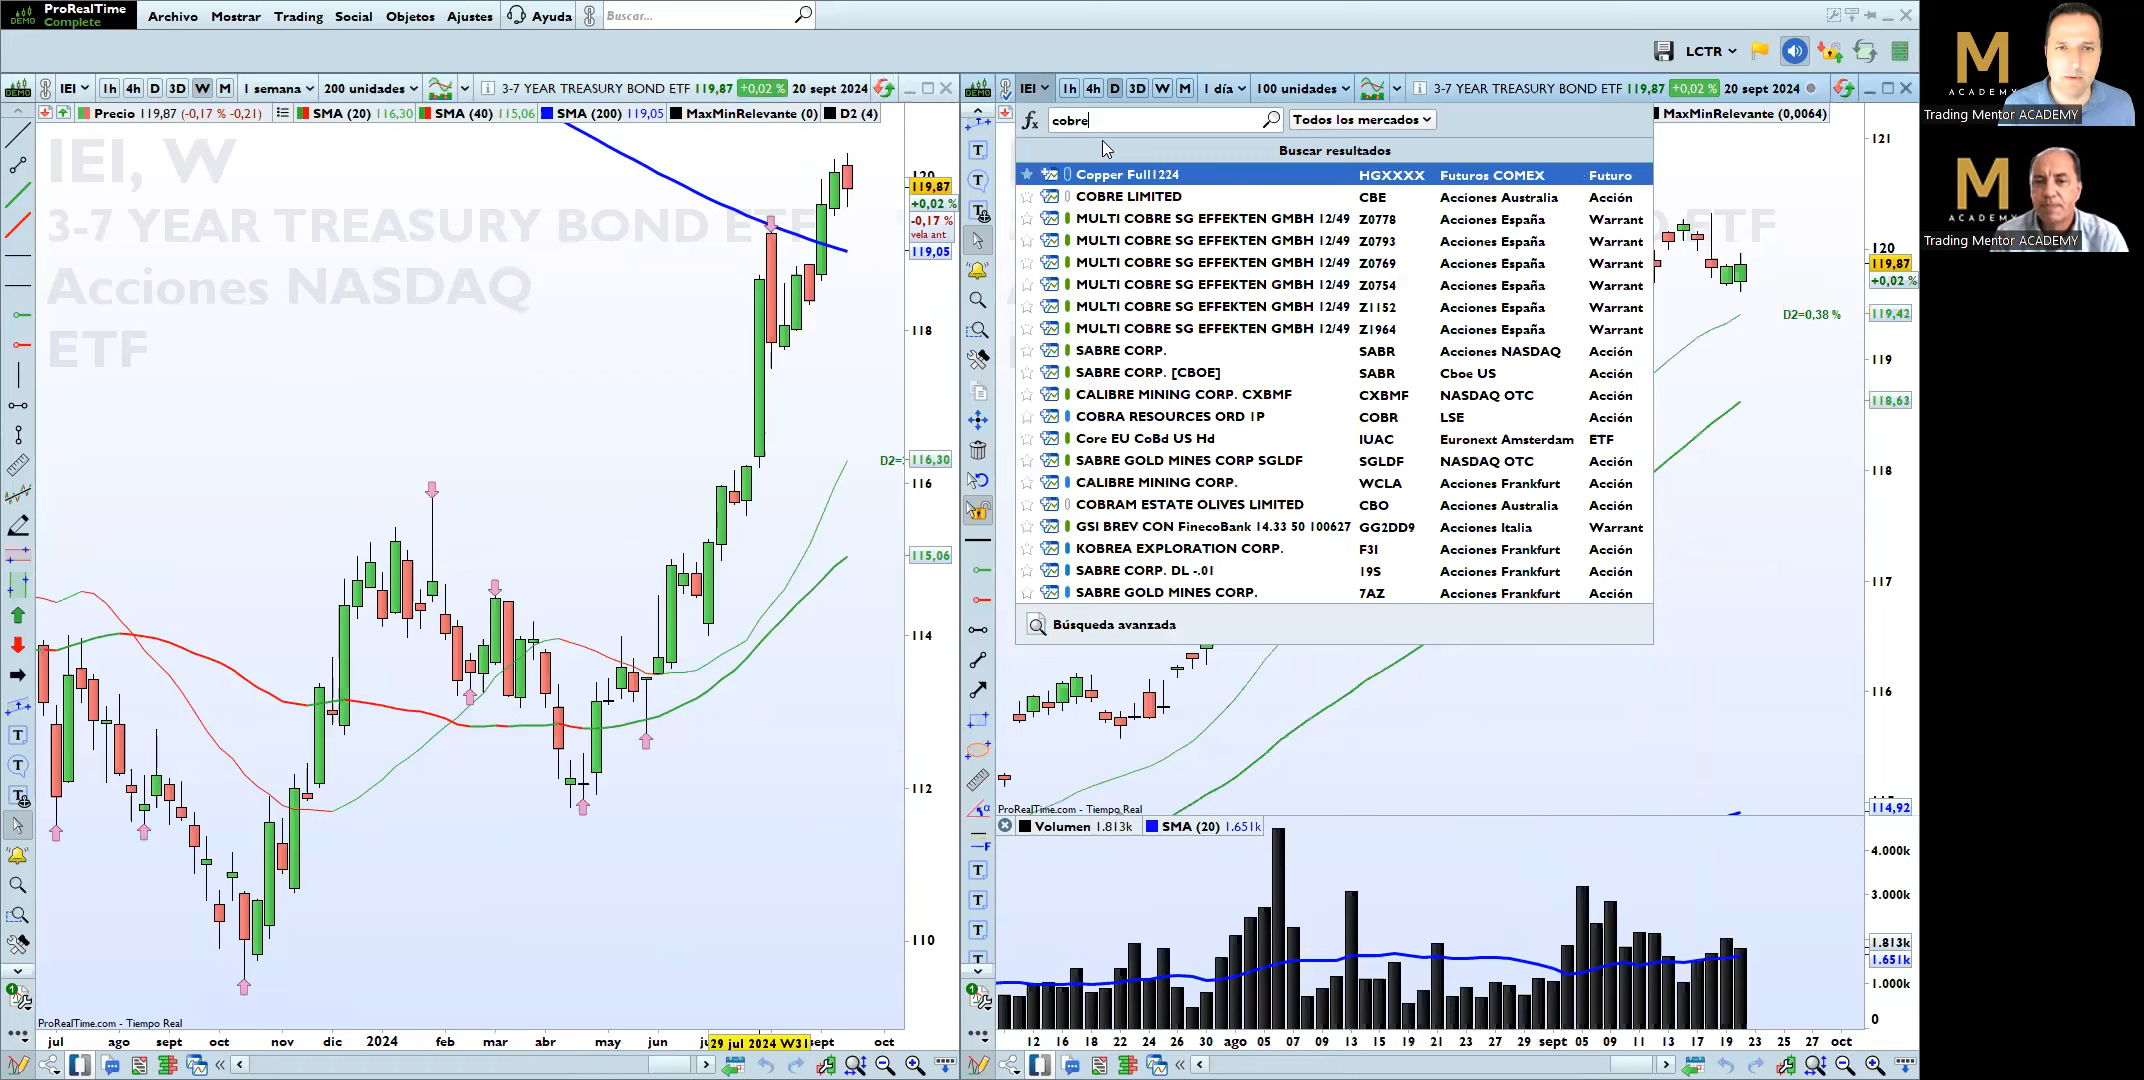 ProRealTime
DEMO Complete
Archivo Mostrar Trading Social Objetos Ajustes Ayuda Buscar...
LCTR
DEMO IEI 1h 4h D 3D W M 1 semana 200 unidades 3-7 YEAR TREASURY BOND ETF 119,87 +0,02 % 20 sept 2024
Precio 119,87 (-0,17 % -0,21) SMA (20) 116,30 SMA (40) 115,06 SMA (200) 119,05 MaxMinRelevante (0) D2 (4)
IEI, W
3-7 YEAR TREASURY BOND ETF
Acciones NASDAQ
ETF
120
119,87
+0,02 %
-0,17 %
vela ant
119,05
118
D2= 116,30
116
115,06
114
112
110
ProRealTime.com - Tiempo Real
jul ago sept oct nov dic 2024 feb mar abr may jun 29 jul 2024 W31 sept oct
DEMO IEI 1h 4h D 3D W M 1 día 100 unidades 3-7 YEAR TREASURY BOND ETF 119,87 +0,02 % 20 sept 2024
cobre Todos los mercados MaxMinRelevante (0,0064)
Buscar resultados
Copper Full1224 HGXXXX Futuros COMEX Futuro
COBRE LIMITED CBE Acciones Australia Acción
MULTI COBRE SG EFFEKTEN GMBH 12/49 Z0778 Acciones España Warrant
MULTI COBRE SG EFFEKTEN GMBH 12/49 Z0793 Acciones España Warrant
MULTI COBRE SG EFFEKTEN GMBH 12/49 Z0769 Acciones España Warrant
MULTI COBRE SG EFFEKTEN GMBH 12/49 Z0754 Acciones España Warrant
MULTI COBRE SG EFFEKTEN GMBH 12/49 Z1152 Acciones España Warrant
MULTI COBRE SG EFFEKTEN GMBH 12/49 Z1964 Acciones España Warrant
SABRE CORP. SABR Acciones NASDAQ Acción
SABRE CORP. [CBOE] SABR Cboe US Acción
CALIBRE MINING CORP. CXBMF CXBMF NASDAQ OTC Acción
COBRA RESOURCES ORD 1P COBR LSE Acción
Core EU CoBd US Hd IUAC Euronext Amsterdam ETF
SABRE GOLD MINES CORP SGLDF SGLDF NASDAQ OTC Acción
CALIBRE MINING CORP. WCLA Acciones Frankfurt Acción
COBRAM ESTATE OLIVES LIMITED CBO Acciones Australia Acción
GSI BREV CON FinecoBank 14.33 50 100627 GG2DD9 Acciones Italia Warrant
KOBREA EXPLORATION CORP. F3I Acciones Frankfurt Acción
SABRE CORP. DL -.01 19S Acciones Frankfurt Acción
SABRE GOLD MINES CORP. 7AZ Acciones Frankfurt Acción
Búsqueda avanzada
ETF
121
120
119,87
+0,02 %
D2=0,38 % 119,42
119
118,63
118
117
116
114,92
ProRealTime.com - Tiempo Real
Volumen 1.813k SMA (20) 1.651k
4.000k
3.000k
1.813k
1.651k
1.000k
0
12 16 18 22 24 26 30 ago 05 07 09 13 15 19 21 23 27 29 sept 05 09 11 13 17 19 23 25 27 oct
M
ACADEMY
Trading Mentor ACADEMY
M
ACADEMY
Trading Mentor ACADEMY